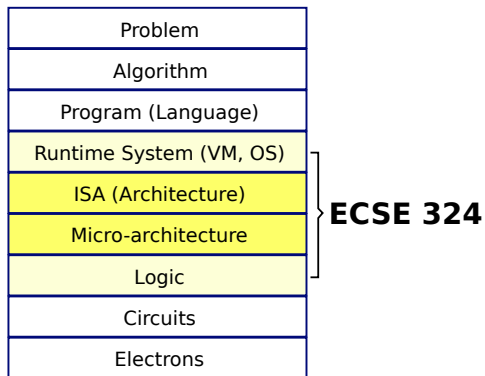 Problem
Algorithm
Program (Language)
Runtime System (VM, OS)
ISA (Architecture)
Micro-architecture
Logic
Circuits
Electrons
ECSE 324